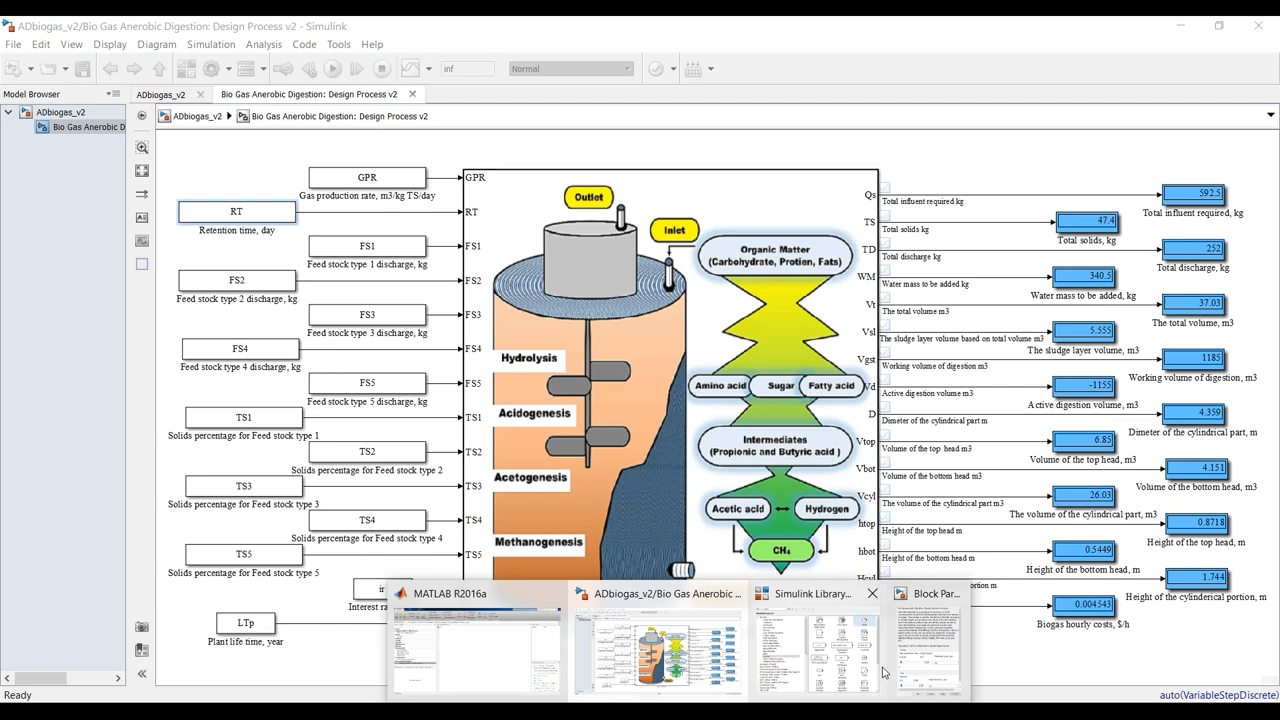 ADbiogas_v2/Bio Gas Anerobic Digestion: Design Process v2 - Simulink
File Edit View Display Diagram Simulation Analysis Code Tools Help
inf Normal
Model Browser
ADbiogas_v2
Bio Gas Anerobic Digestion: Design Process v2
ADbiogas_v2
Bio Gas Anerobic D
ADbiogas_v2 Bio Gas Anerobic Digestion: Design Process v2
GPR
Gas production rate, m3/kg TS/day
RT
Retention time, day
FS1
Feed stock type 1 discharge, kg
FS2
Feed stock type 2 discharge, kg
FS3
Feed stock type 3 discharge, kg
FS4
Feed stock type 4 discharge, kg
FS5
Feed stock type 5 discharge, kg
TS1
Solids percentage for Feed stock type 1
TS2
Solids percentage for Feed stock type 2
TS3
Solids percentage for Feed stock type 3
TS4
Solids percentage for Feed stock type 4
TS5
Solids percentage for Feed stock type 5
ir
Interest ra
Plant life time, year
GPR
RT
FS1
FS2
FS3
FS4
FS5
TS1
TS2
TS3
TS4
TS5
Outlet
Inlet
Organic Matter
(Carbohydrate, Protien, Fats)
Hydrolysis
Amino acid Sugar Fatty acid
Acidogenesis
Intermediates
(Propionic and Butyric acid )
Acetogenesis
Acetic acid Hydrogen
Methanogenesis
CH₄
Qs
TS
TD
WM
Vt
Vsl
Vgst
Vd
D
Vtop
Vbot
Vcyl
htop
hbot
Total influent required kg
Total solids kg
Total discharge kg
Water mass to be added kg
The total volume m3
The sludge layer volume based on total volume m3
Working volume of digestion m3
Active digestion volume m3
Dimeter of the cylindrical part m
Volume of the top head m3
Volume of the bottom head m3
The volume of the cylindrical part m3
Height of the top head m
Height of the bottom head m
portion m
592.5
Total influent required, kg
47.4
Total solids, kg
252
Total discharge, kg
340.5
Water mass to be added, kg
37.03
The total volume, m3
5.555
The sludge layer volume, m3
1185
Working volume of digestion, m3
-1155
Active digestion volume, m3
4.359
Dimeter of the cylindrical part, m
6.85
Volume of the top head, m3
4.151
Volume of the bottom head, m3
26.03
The volume of the cylindrical part, m3
0.8718
Height of the top head, m
0.5449
Height of the bottom head, m
1.744
Height of the cylindrical portion, m
0.004543
Biogas hourly costs, $/h
MATLAB R2016a
ADbiogas_v2/Bio Gas Anerobic ...
Simulink Library...
Block Par...
Ready
auto(VariableStepDiscrete)